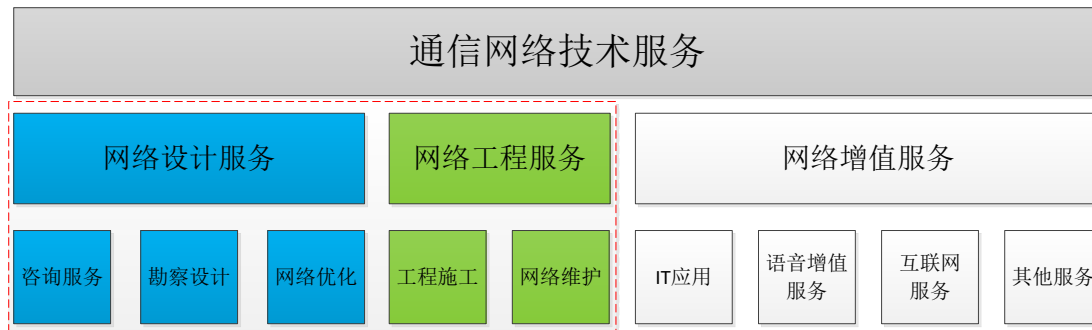 通信网络技术服务
网络设计服务
网络工程服务
网络增值服务
咨询服务
勘察设计
网络优化
工程施工
网络维护
IT应用
语音增值
服务
互联网
服务
其他服务